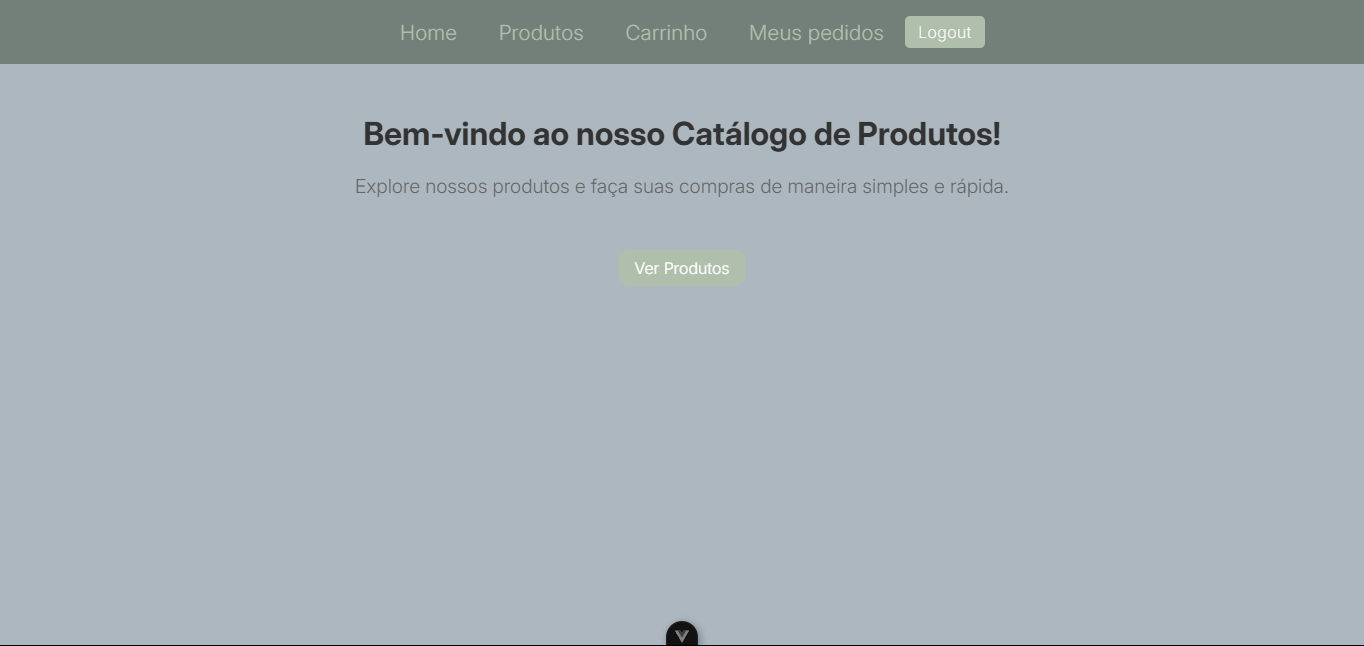 Home Produtos Carrinho Meus pedidos Logout
Bem-vindo ao nosso Catálogo de Produtos!
Explore nossos produtos e faça suas compras de maneira simples e rápida.
Ver Produtos